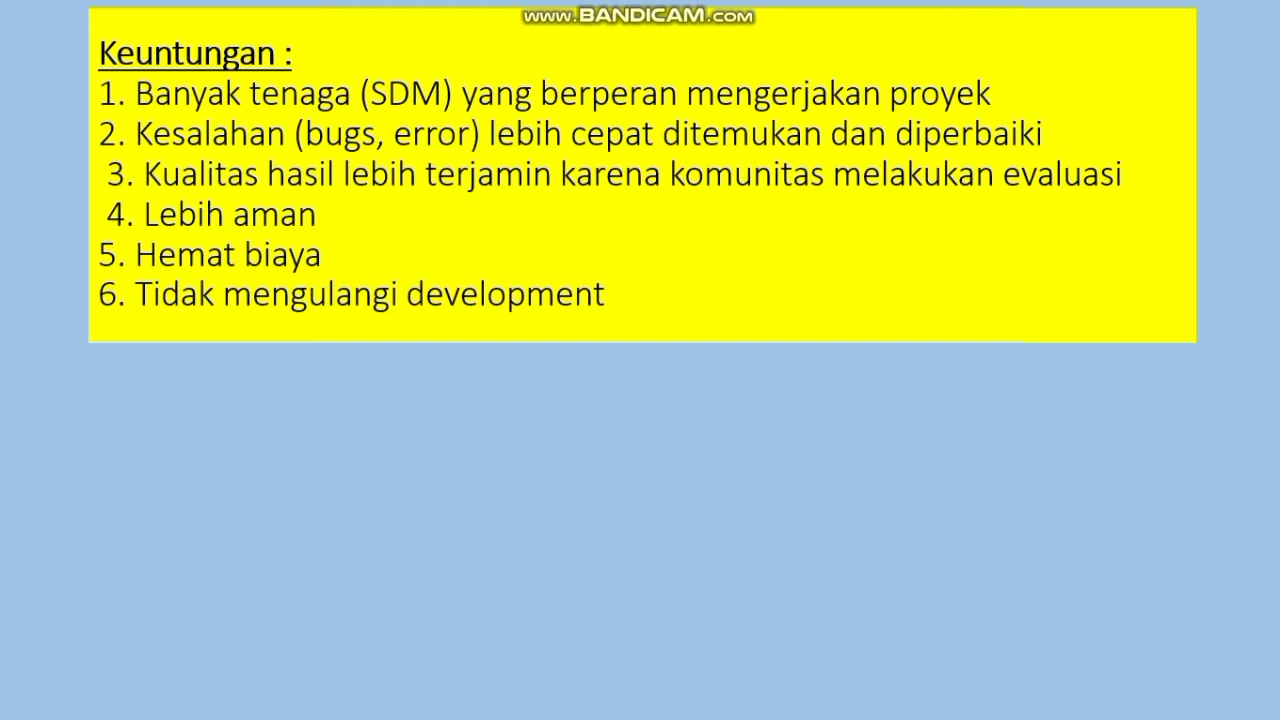 www.BANDICAM.com
Keuntungan :
1. Banyak tenaga (SDM) yang berperan mengerjakan proyek
2. Kesalahan (bugs, error) lebih cepat ditemukan dan diperbaiki
3. Kualitas hasil lebih terjamin karena komunitas melakukan evaluasi
4. Lebih aman
5. Hemat biaya
6. Tidak mengulangi development